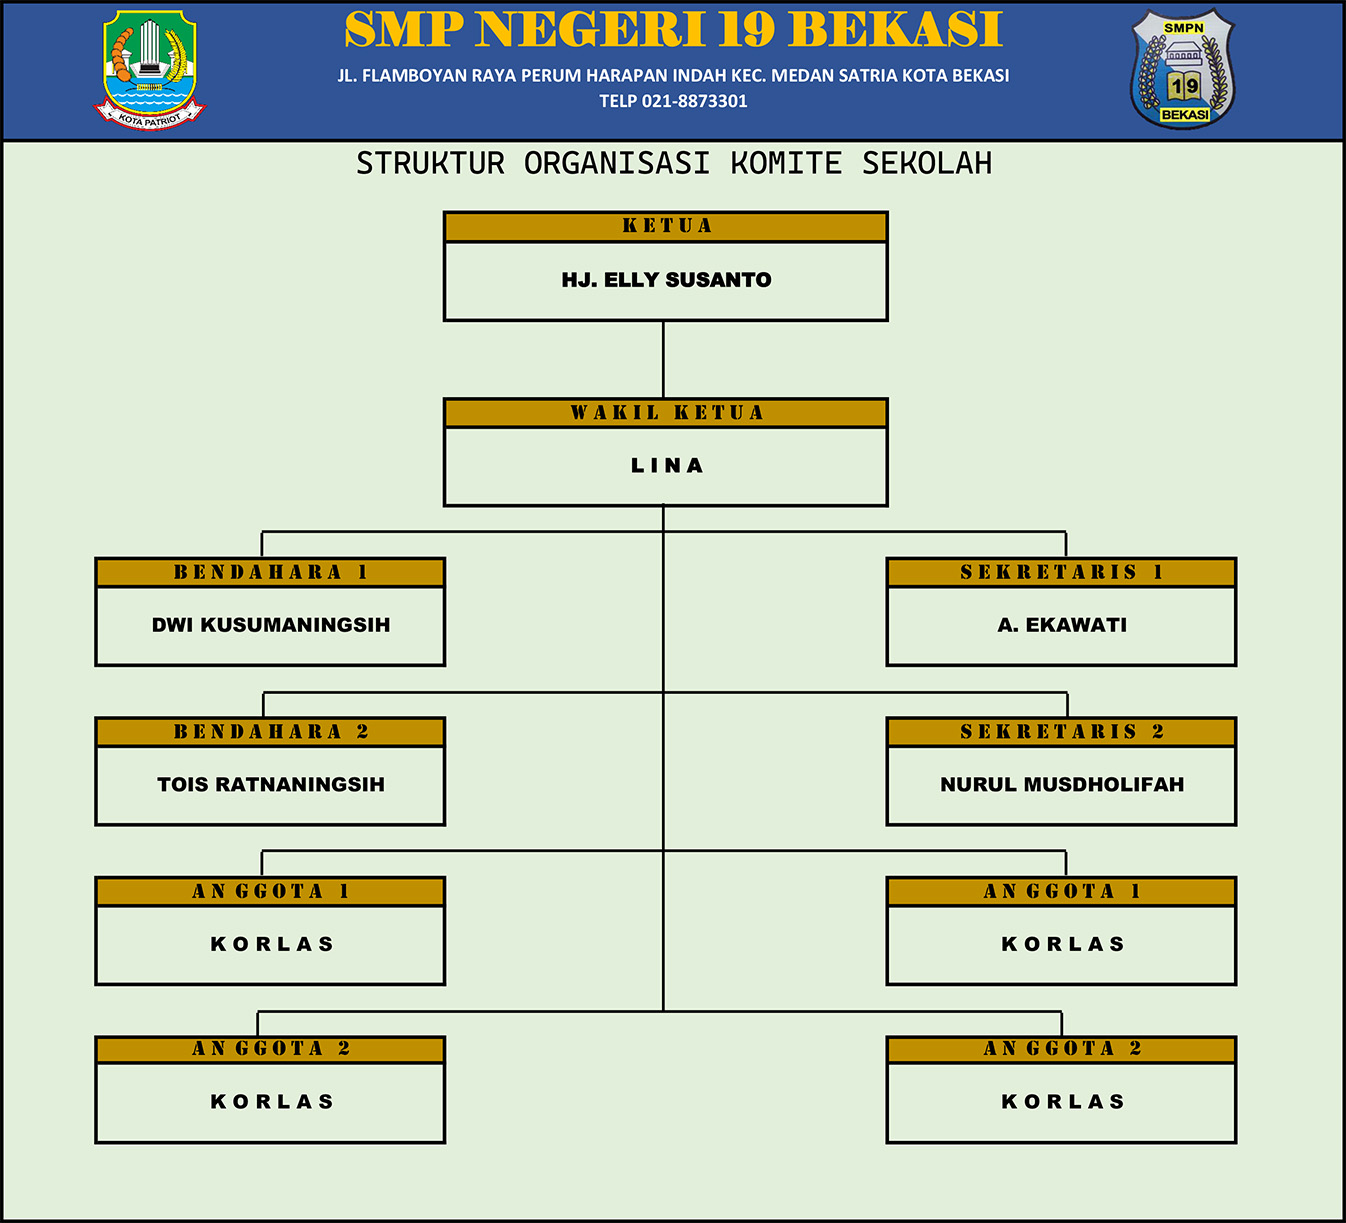 SMP NEGERI 19 BEKASI
JL. FLAMBOYAN RAYA PERUM HARAPAN INDAH KEC. MEDAN SATRIA KOTA BEKASI
TELP 021-8873301
KOTA PATRIOT
SMPN
19
BEKASI
STRUKTUR ORGANISASI KOMITE SEKOLAH
KETUA
HJ. ELLY SUSANTO
WAKIL KETUA
LINA
BENDAHARA 1
DWI KUSUMANINGSIH
SEKRETARIS 1
A. EKAWATI
BENDAHARA 2
TOIS RATNANINGSIH
SEKRETARIS 2
NURUL MUSDHOLIFAH
ANGGOTA 1
KORLAS
ANGGOTA 1
KORLAS
ANGGOTA 2
KORLAS
ANGGOTA 2
KORLAS